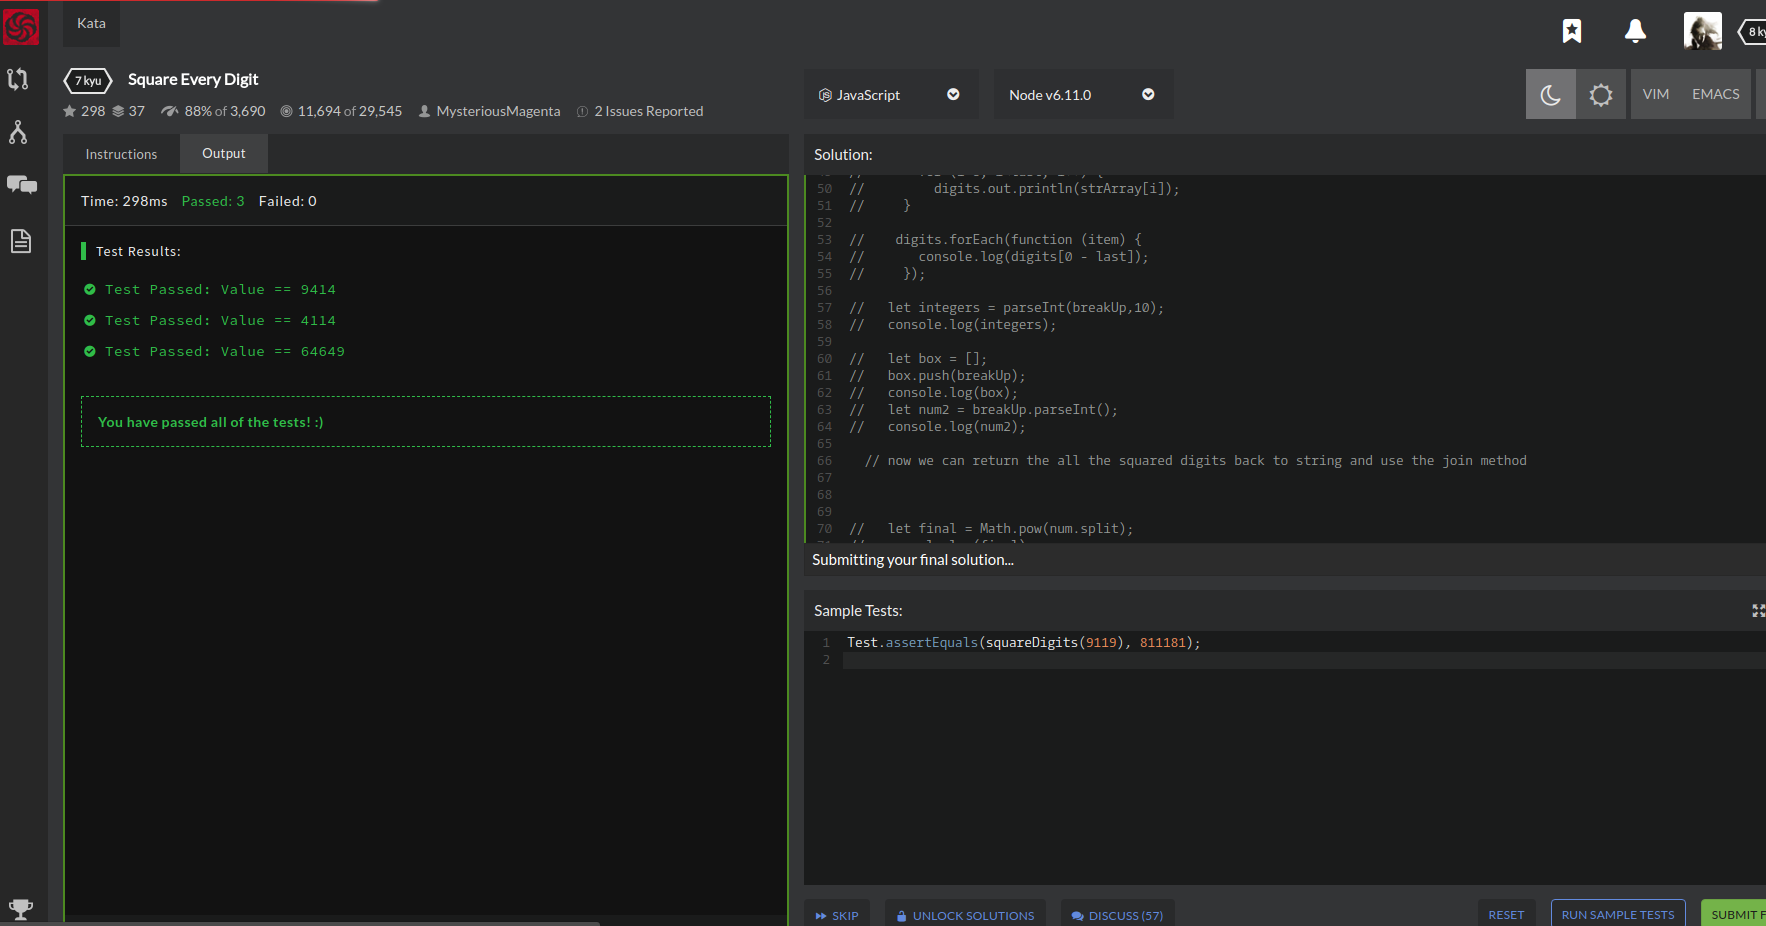 Kata
8 ky
7 kyu Square Every Digit
298 37 88% of 3,690 11,694 of 29,545 MysteriousMagenta 2 Issues Reported
JavaScript Node v6.11.0 VIM EMACS
Instructions Output
Time: 298ms Passed: 3 Failed: 0
Test Results:
Test Passed: Value == 9414
Test Passed: Value == 4114
Test Passed: Value == 64649
You have passed all of the tests! :)
Solution:
50 // digits.out.println(strArray[i]);
51 // }
52
53 // digits.forEach(function (item) {
54 // console.log(digits[0 - last]);
55 // });
56
57 // let integers = parseInt(breakUp,10);
58 // console.log(integers);
59
60 // let box = [];
61 // box.push(breakUp);
62 // console.log(box);
63 // let num2 = breakUp.parseInt();
64 // console.log(num2);
65
66 // now we can return the all the squared digits back to string and use the join method
67
68
69
70 // let final = Math.pow(num.split);
Submitting your final solution...
Sample Tests:
1 Test.assertEquals(squareDigits(9119), 811181);
2
SKIP UNLOCK SOLUTIONS DISCUSS (57) RESET RUN SAMPLE TESTS SUBMIT F